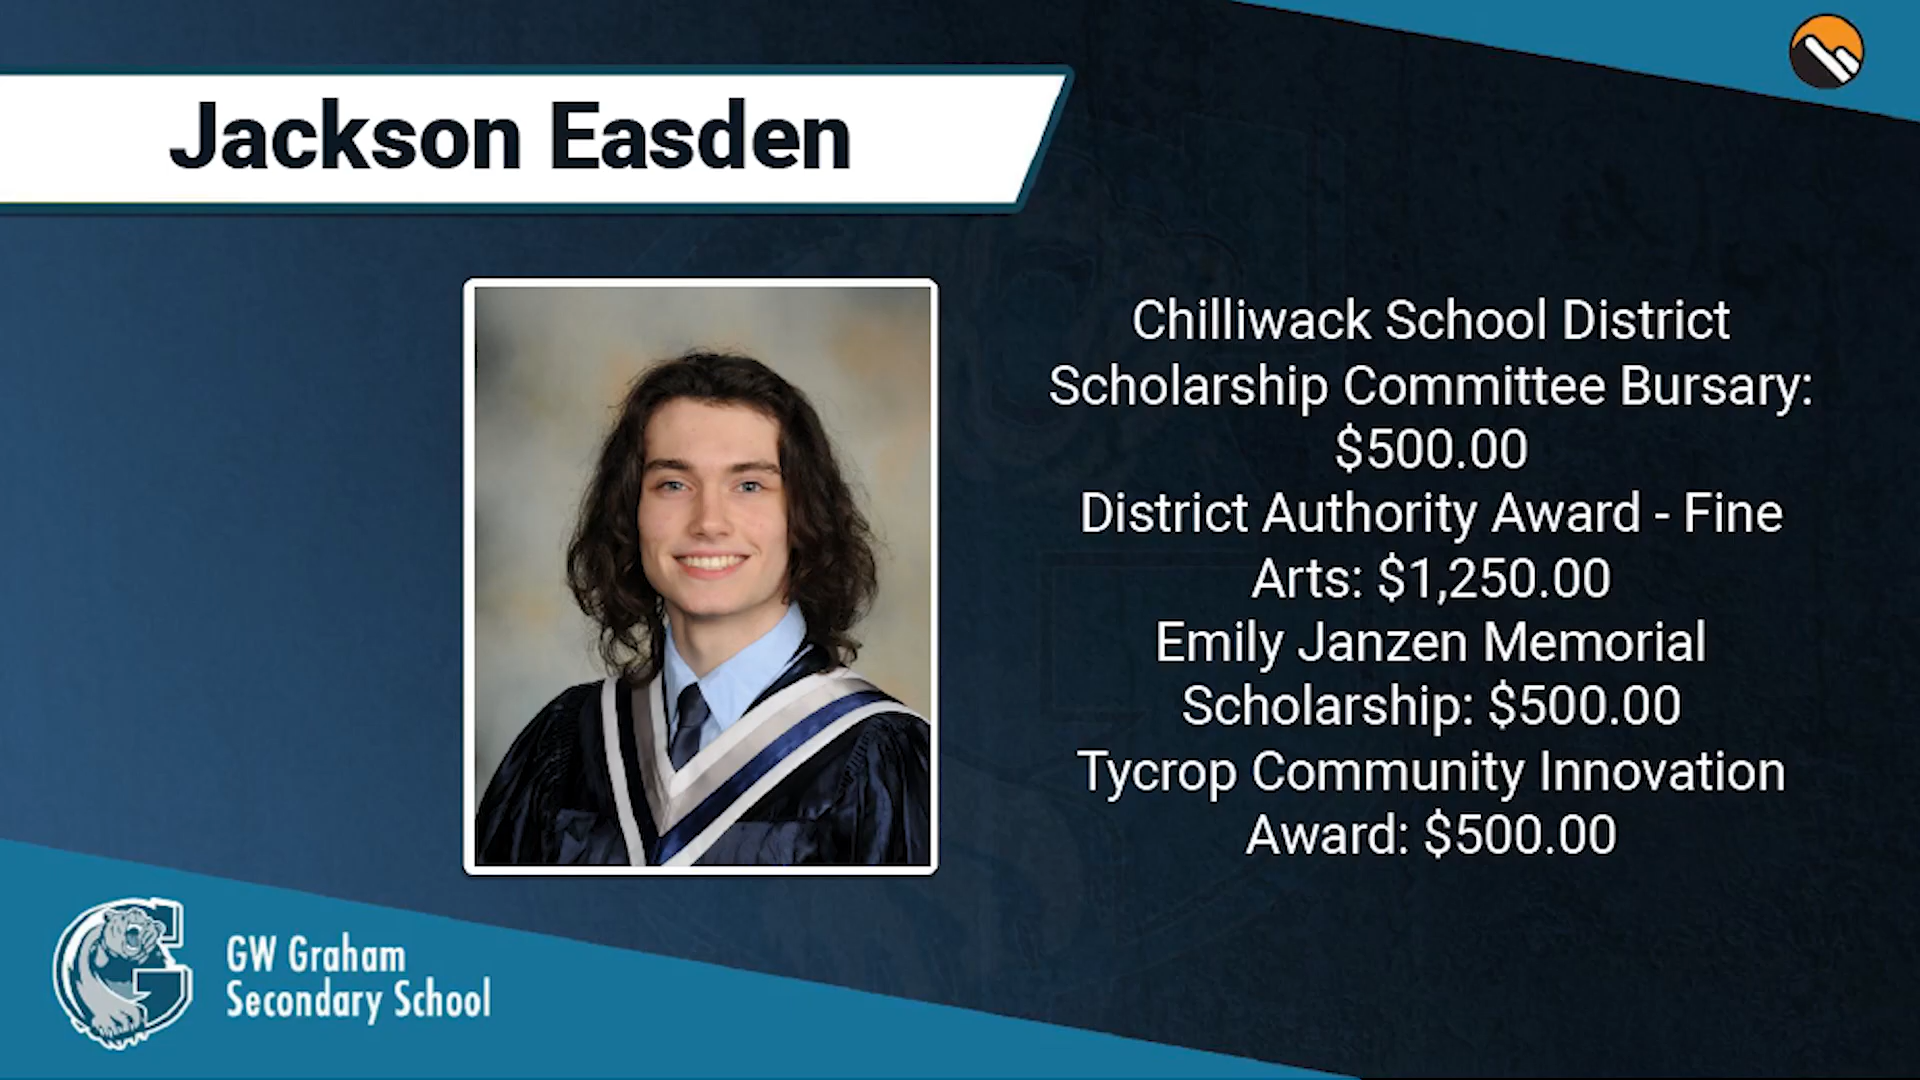 Jackson Easden
Chilliwack School District
Scholarship Committee Bursary:
$500.00
District Authority Award - Fine
Arts: $1,250.00
Emily Janzen Memorial
Scholarship: $500.00
Tycrop Community Innovation
Award: $500.00
GW Graham
Secondary School